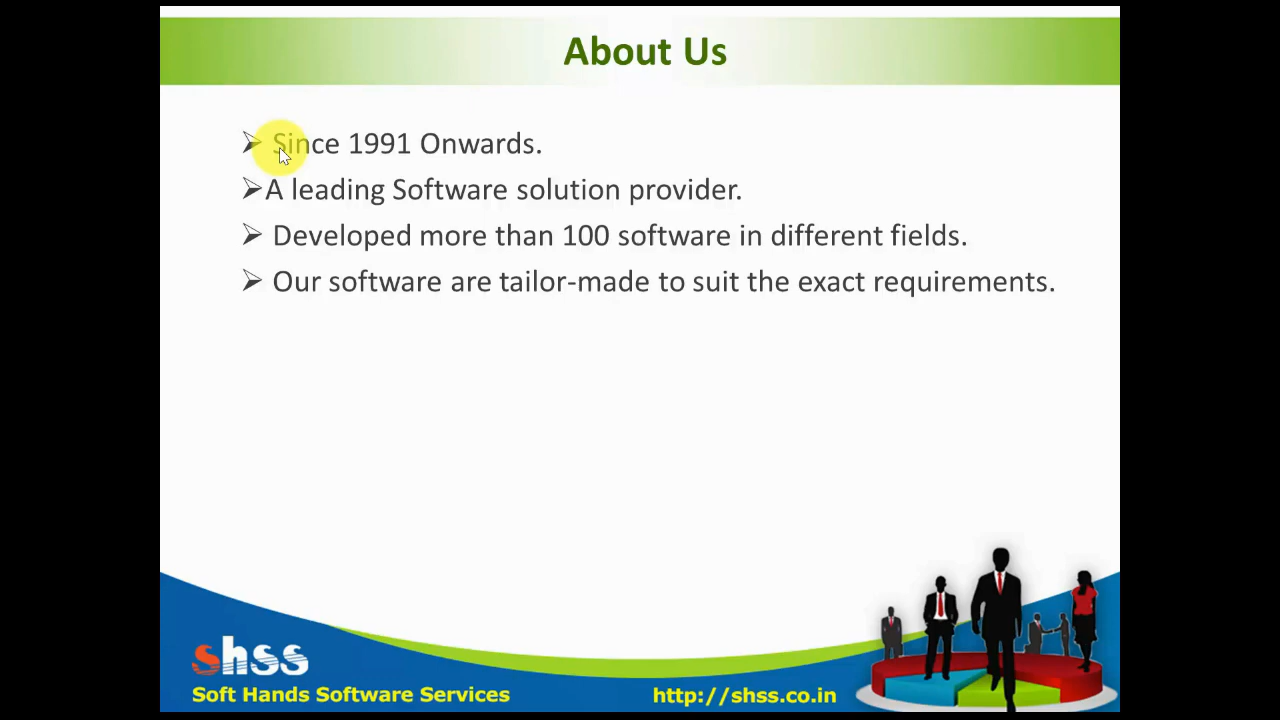 About Us
➢ Since 1991 Onwards.
➢A leading Software solution provider.
➢ Developed more than 100 software in different fields.
➢ Our software are tailor-made to suit the exact requirements.
shss
Soft Hands Software Services
http://shss.co.in